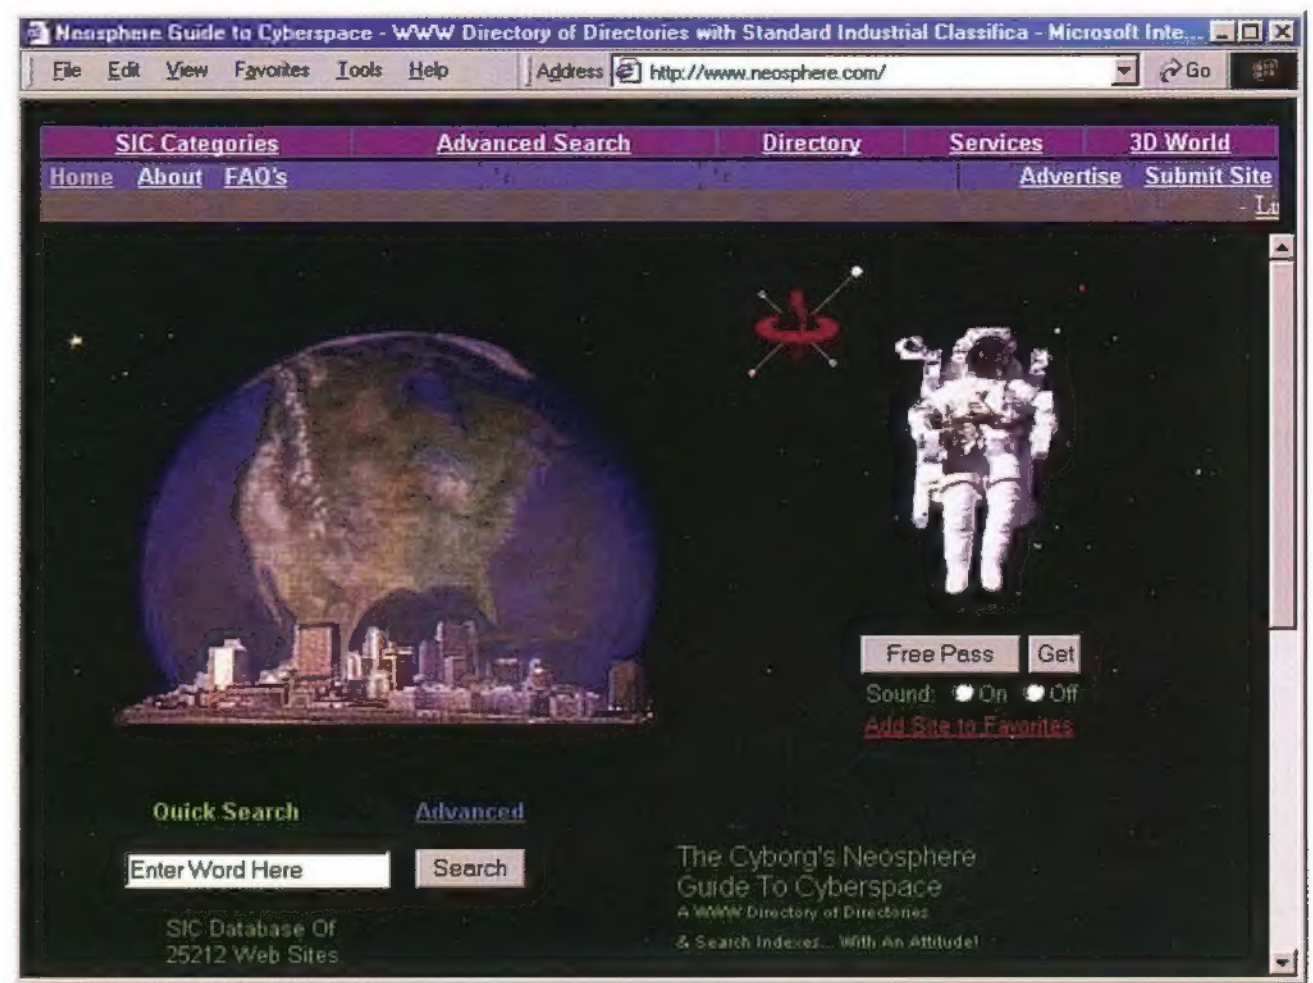 Neosphere Guide to Cyberspace - WWW Directory of Directories with Standard Industrial Classifica - Microsoft Inte...
File Edit View Favorites Tools Help Address http://www.neosphere.com/ Go
SIC Categories Advanced Search Directory Services 3D World
Home About FAQ's Advertise Submit Site
Free Pass Get
Sound: On Off
Add Site to Favorites
Quick Search Advanced
Enter Word Here Search
The Cyborg's Neosphere
Guide To Cyberspace
A WWW Directory of Directories
& Search Indexes... With An Attitude!
SIC Database Of
25212 Web Sites